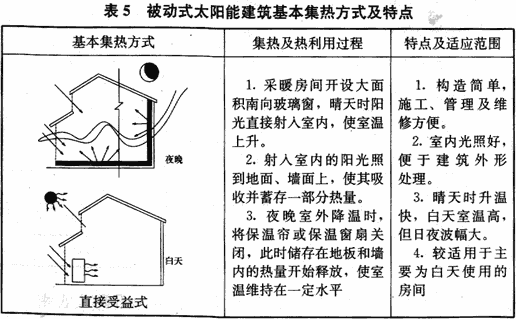 表5 被动式太阳能建筑基本集热方式及特点
基本集热方式
集热及热利用过程
特点及适应范围
夜晚
白天
直接受益式
1. 采暖房间开设大面
积南向玻璃窗，晴天时阳
光直接射入室内，使室温
上升。
2. 射入室内的阳光照
到地面、墙面上，使其吸
收并蓄存一部分热量。
3. 夜晚室外降温时，
将保温帘或保温窗扇关
闭，此时储存在地板和墙
内的热量开始释放，使室
温维持在一定水平
1. 构造简单，
施工、管理及维
修方便。
2. 室内光照好，
便于建筑外形
处理。
3. 晴天时升温
快，白天室温高，
但日夜波幅大。
4. 较适用于主
要为白天使用的
房间